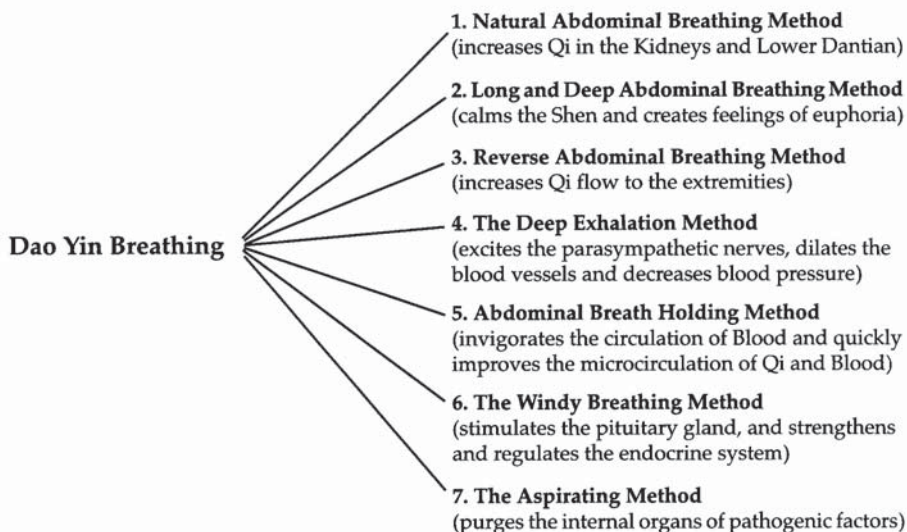 1. Natural Abdominal Breathing Method
(increases Qi in the Kidneys and Lower Dantian)
2. Long and Deep Abdominal Breathing Method
(calms the Shen and creates feelings of euphoria)
3. Reverse Abdominal Breathing Method
(increases Qi flow to the extremities)
Dao Yin Breathing
4. The Deep Exhalation Method
(excites the parasympathetic nerves, dilates the
blood vessels and decreases blood pressure)
5. Abdominal Breath Holding Method
(invigorates the circulation of Blood and quickly
improves the microcirculation of Qi and Blood)
6. The Windy Breathing Method
(stimulates the pituitary gland, and strengthens
and regulates the endocrine system)
7. The Aspirating Method
(purges the internal organs of pathogenic factors)